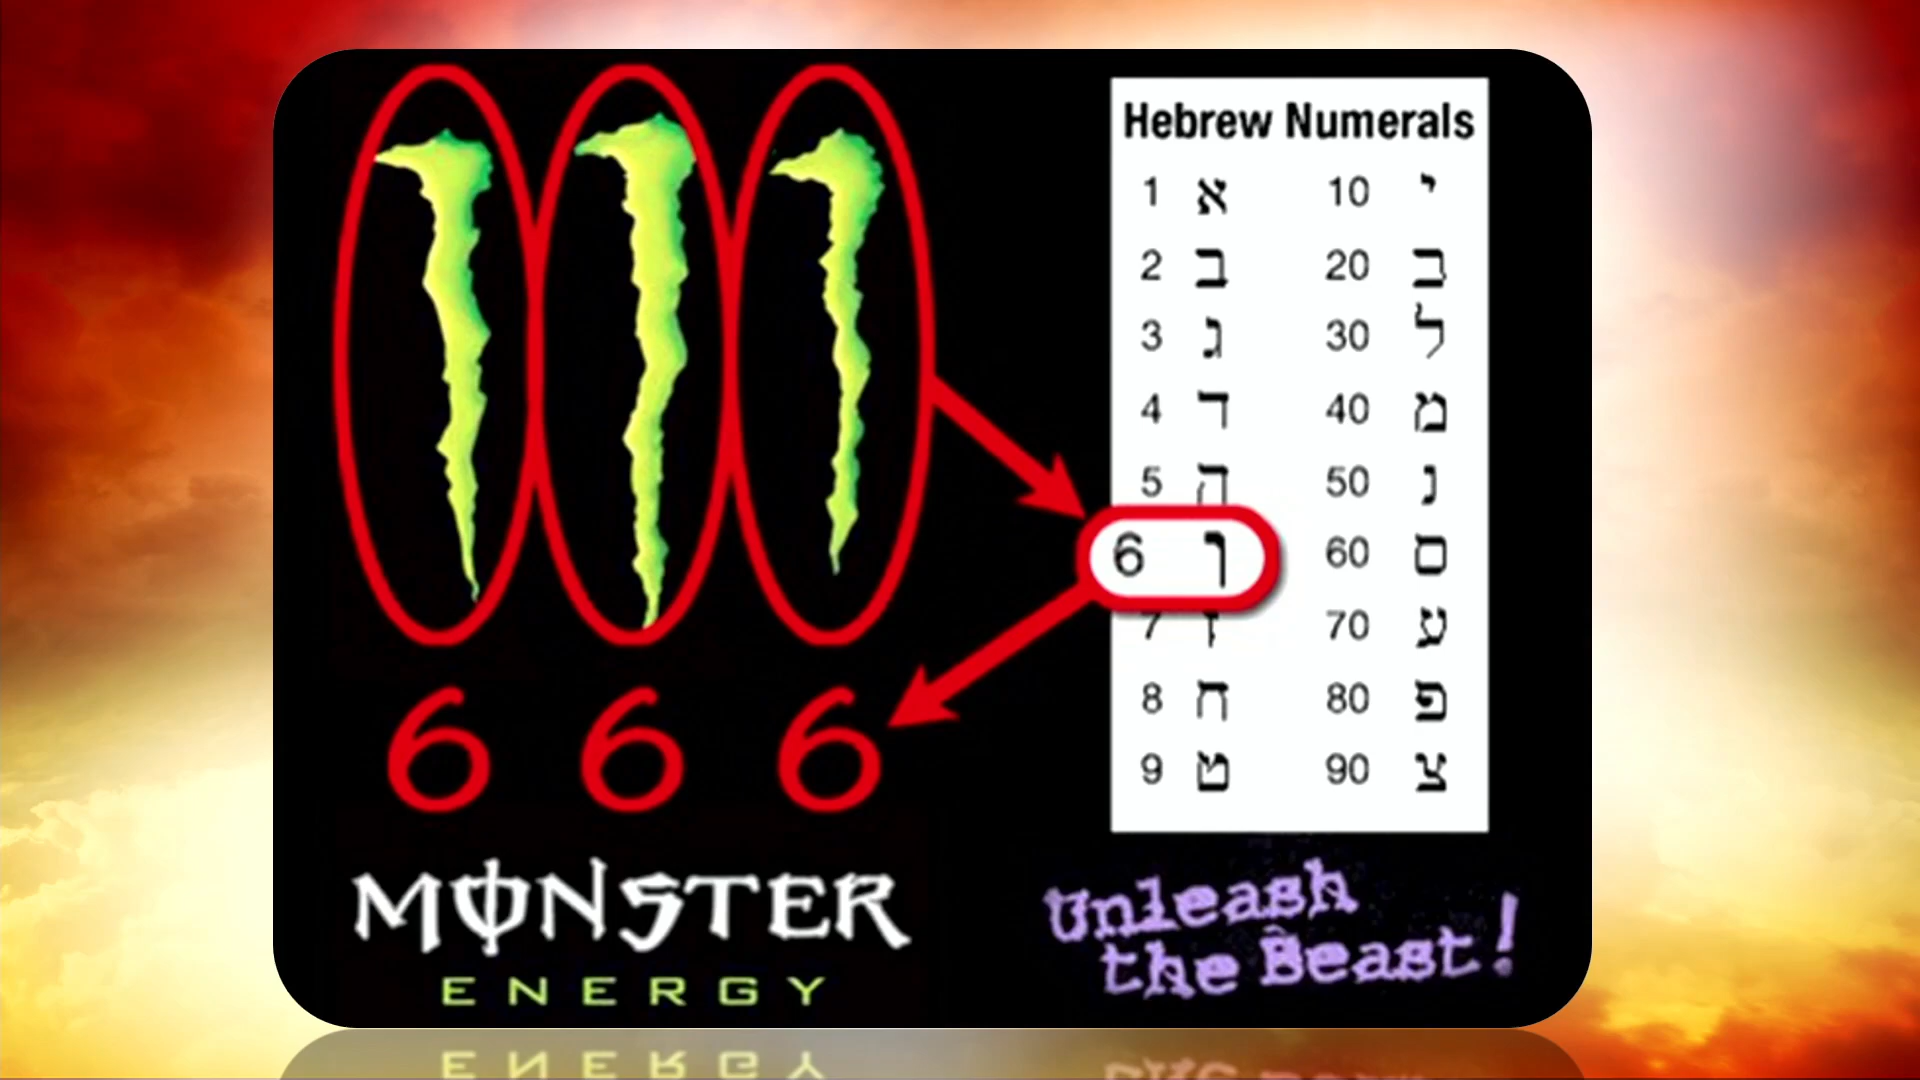 Hebrew Numerals
1 א 10 י
2 ב 20 ב
3 ג 30 ל
4 ד 40 מ
5 ה 50 נ
6 ו 60 ם
7 ז 70 ע
8 ח 80 פ
9 ט 90 צ
6 6 6
MONSTER
ENERGY
Unleash
the Beast!